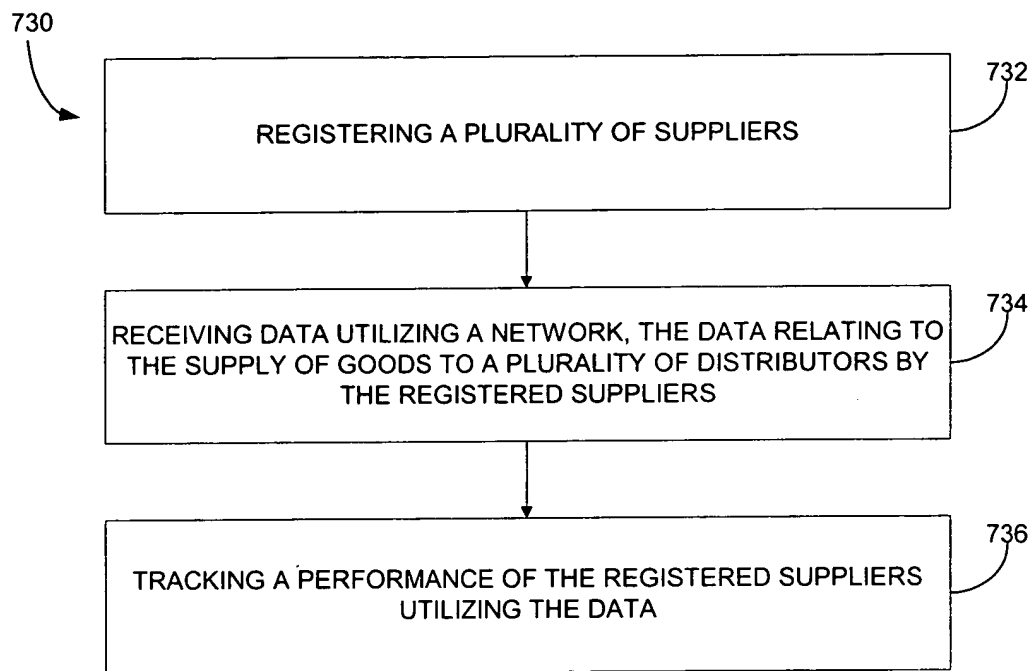 730
732
REGISTERING A PLURALITY OF SUPPLIERS
734
RECEIVING DATA UTILIZING A NETWORK, THE DATA RELATING TO
THE SUPPLY OF GOODS TO A PLURALITY OF DISTRIBUTORS BY
THE REGISTERED SUPPLIERS
736
TRACKING A PERFORMANCE OF THE REGISTERED SUPPLIERS
UTILIZING THE DATA